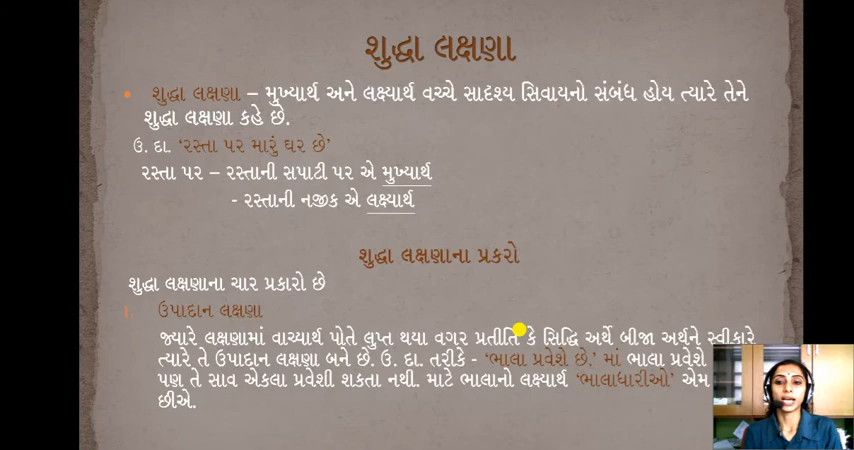 શુદ્ધા લક્ષણા
શુદ્ધા લક્ષણા – મુખ્યાર્થ અને લક્ષ્યાર્થ વચ્ચે સાદૃશ્ય સિવાયનો સંબંધ હોય ત્યારે તેને
શુદ્ધા લક્ષણા કહે છે.
ઉ. દા. ‘રસ્તા પર મારું ઘર છે’
રસ્તા પર – રસ્તાની સપાટી પર એ મુખ્યાર્થ
- રસ્તાની નજીક એ લક્ષ્યાર્થ
શુદ્ધા લક્ષણાના પ્રકરો
શુદ્ધા લક્ષણાના ચાર પ્રકારો છે
ઉપાદાન લક્ષણા
જ્યારે લક્ષણામાં વાચ્યાર્થ પોતે લુપ્ત થયા વગર પ્રતીતિ કે સિદ્ધિ અર્થે બીજા અર્થને સ્વીકારે
ત્યારે તે ઉપાદાન લક્ષણા બને છે. ઉ. દા. તરીકે - ‘ભાલા પ્રવેશે છે.’ માં ભાલા પ્રવેશે
પણ તે સાવ એકલા પ્રવેશી શકતા નથી. માટે ભાલાનો લક્ષ્યાર્થ ‘ભાલાધારીઓ’ એમ
છીએ.